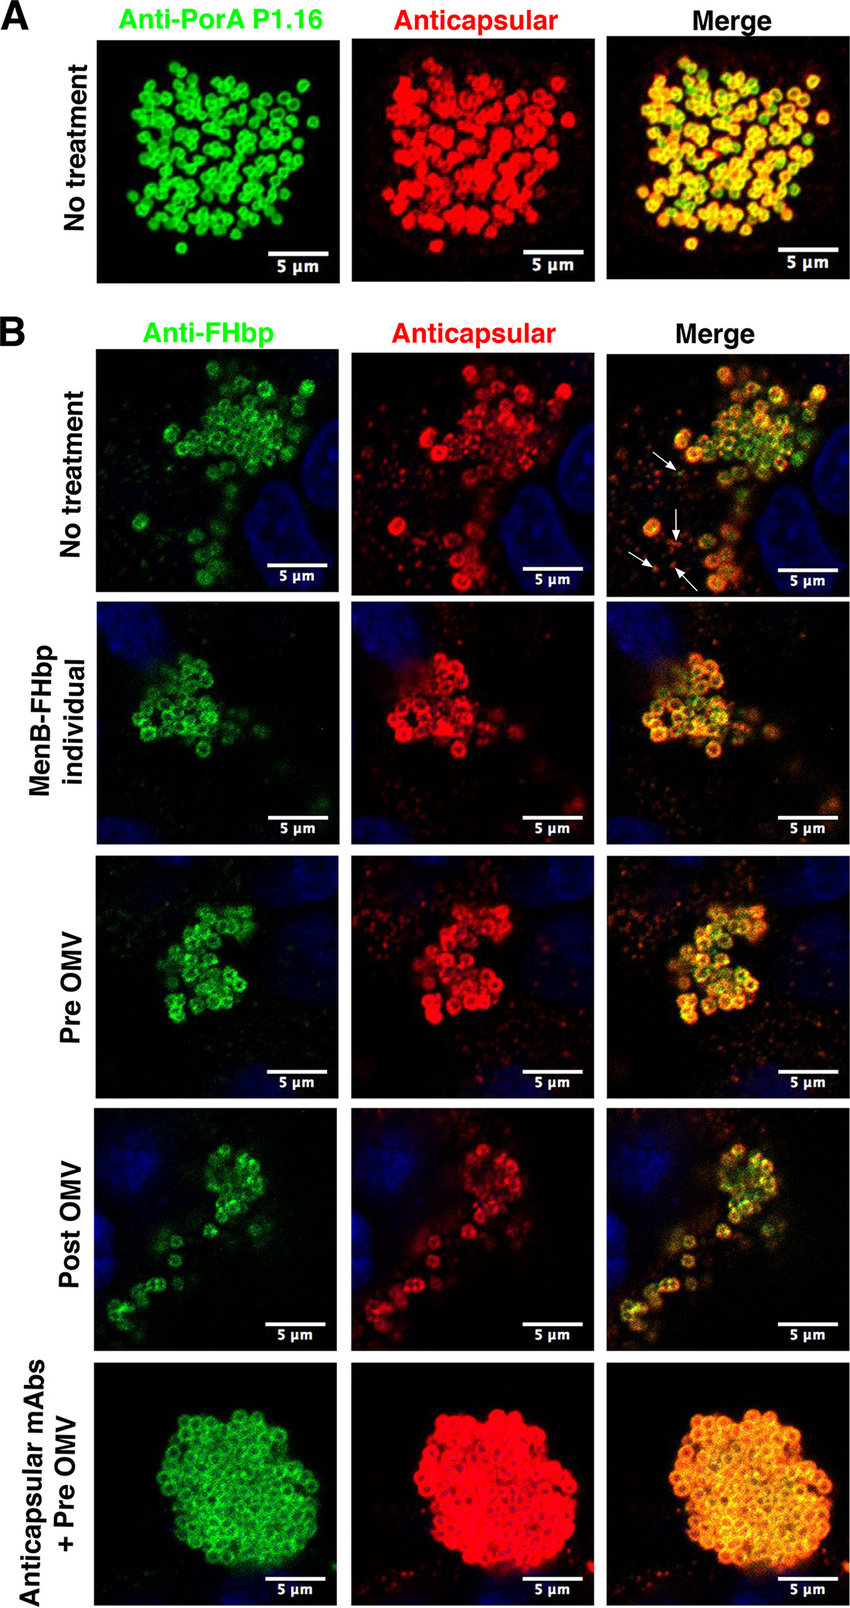 A
Anti-PorA P1.16 Anticapsular Merge
No treatment
5 µm 5 µm 5 µm
B
Anti-FHbp Anticapsular Merge
No treatment
5 µm 5 µm 5 µm
MenB-FHbp
individual
5 µm 5 µm 5 µm
Pre OMV
5 µm 5 µm 5 µm
Post OMV
5 µm 5 µm 5 µm
Anticapsular mAbs
+ Pre OMV
5 µm 5 µm 5 µm